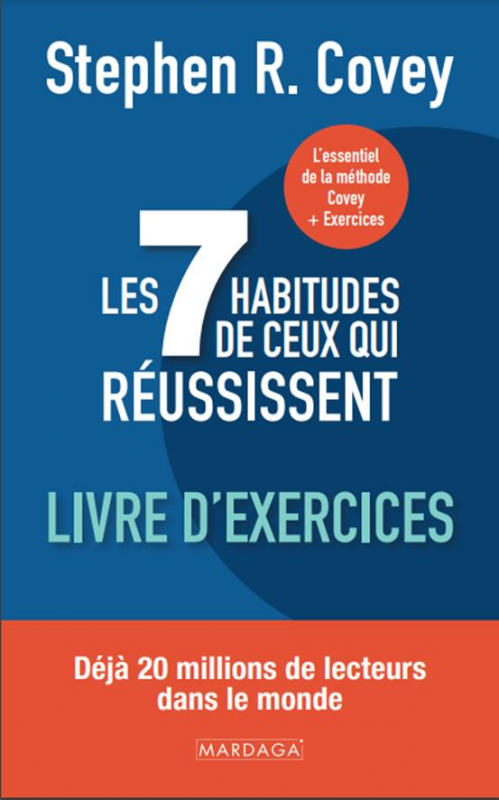 Stephen R. Covey
L'essentiel
de la méthode
Covey
+ Exercices
LES 7 HABITUDES
DE CEUX QUI
RÉUSSISSENT
LIVRE D'EXERCICES
Déjà 20 millions de lecteurs
dans le monde
MARDAGA